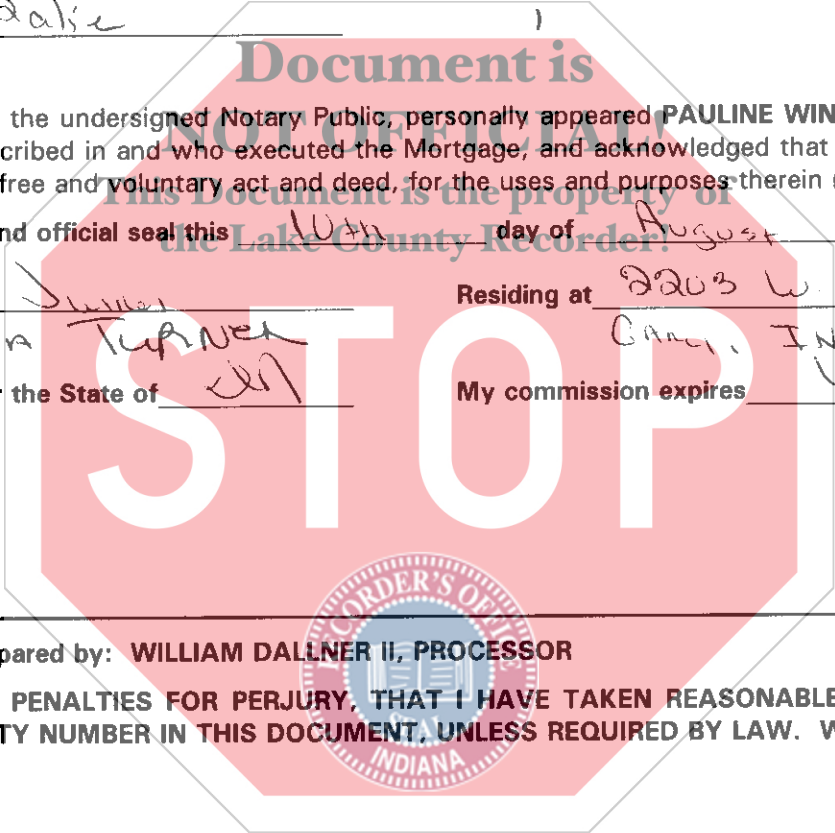 Document is
the undersigned Notary Public, personally appeared PAULINE WIN
NOT OFFICIAL!
cribed in and who executed the Mortgage, and acknowledged that
free and voluntary act and deed, for the uses and purposes therein
This Document is the property of
nd official seal this 10th day of August
the Lake County Recorder!
Residing at 2203 W.
TURNER
Gary, IN
the State of IN
My commission expires
STOP
RECORDER'S OFFICE
pared by: WILLIAM DALLNER II, PROCESSOR
PENALTIES FOR PERJURY, THAT I HAVE TAKEN REASONABLE
TY NUMBER IN THIS DOCUMENT, UNLESS REQUIRED BY LAW. W
SEAL
INDIANA